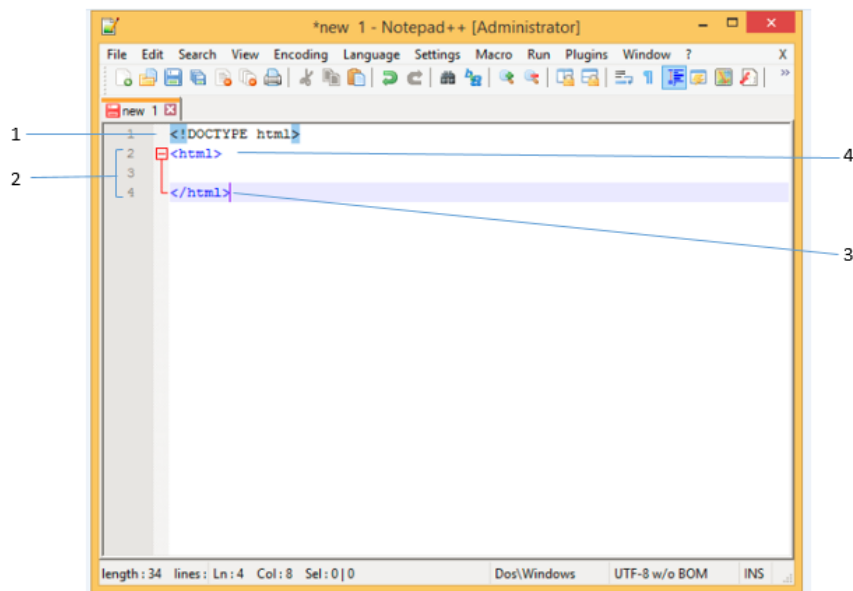 *new 1 - Notepad++ [Administrator]
File Edit Search View Encoding Language Settings Macro Run Plugins Window ? X
new 1
1 1 <!DOCTYPE html>
2 <html> 4
2 3
4 </html>
3
length : 34 lines : Ln : 4 Col : 8 Sel : 0 | 0 Dos\Windows UTF-8 w/o BOM INS